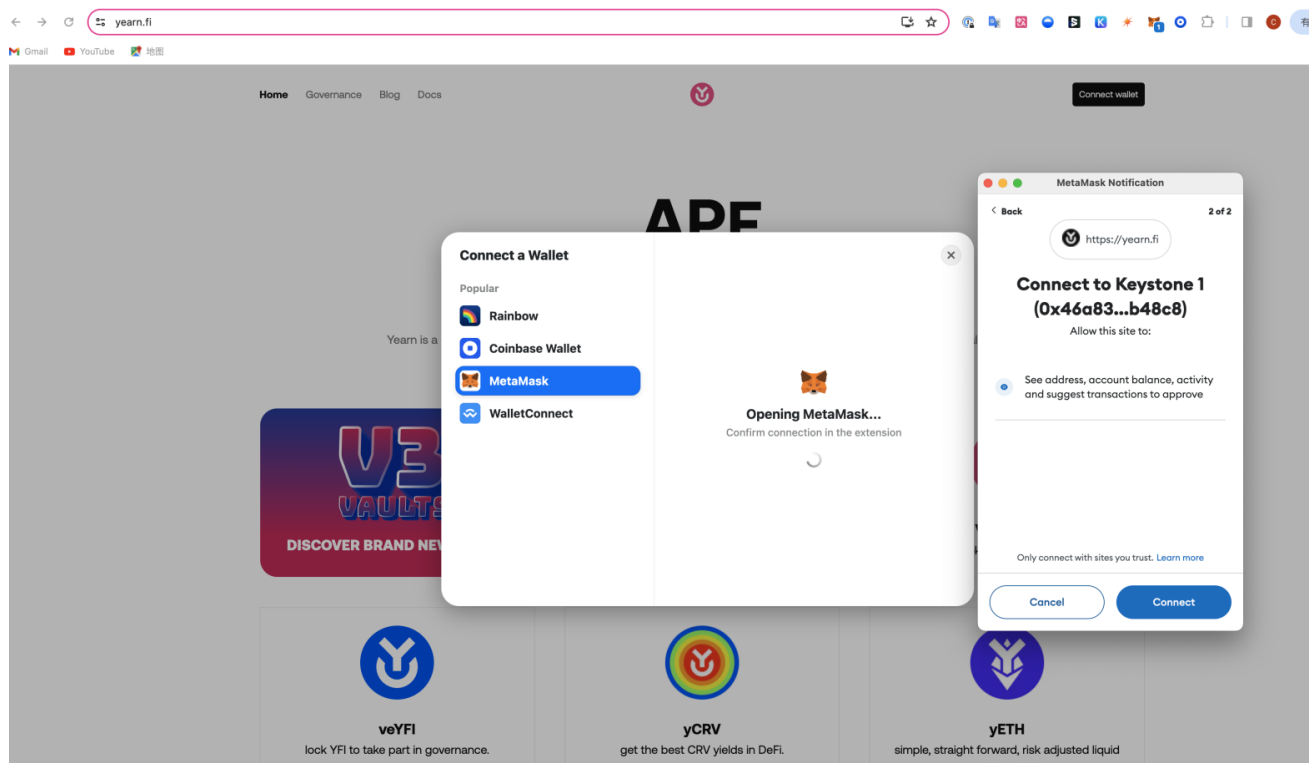 yearn.fi
有
Gmail YouTube 地图
Home Governance Blog Docs
Connect wallet
Yearn is a
V3
VAULTS
DISCOVER BRAND NEW
Connect a Wallet
Popular
Rainbow
Coinbase Wallet
MetaMask
WalletConnect
Opening MetaMask...
Confirm connection in the extension
MetaMask Notification
Back 2 of 2
https://yearn.fi
Connect to Keystone 1
(0x46a83...b48c8)
Allow this site to:
See address, account balance, activity
and suggest transactions to approve
Only connect with sites you trust. Learn more
Cancel Connect
veYFI
lock YFI to take part in governance.
yCRV
get the best CRV yields in DeFi.
yETH
simple, straight forward, risk adjusted liquid